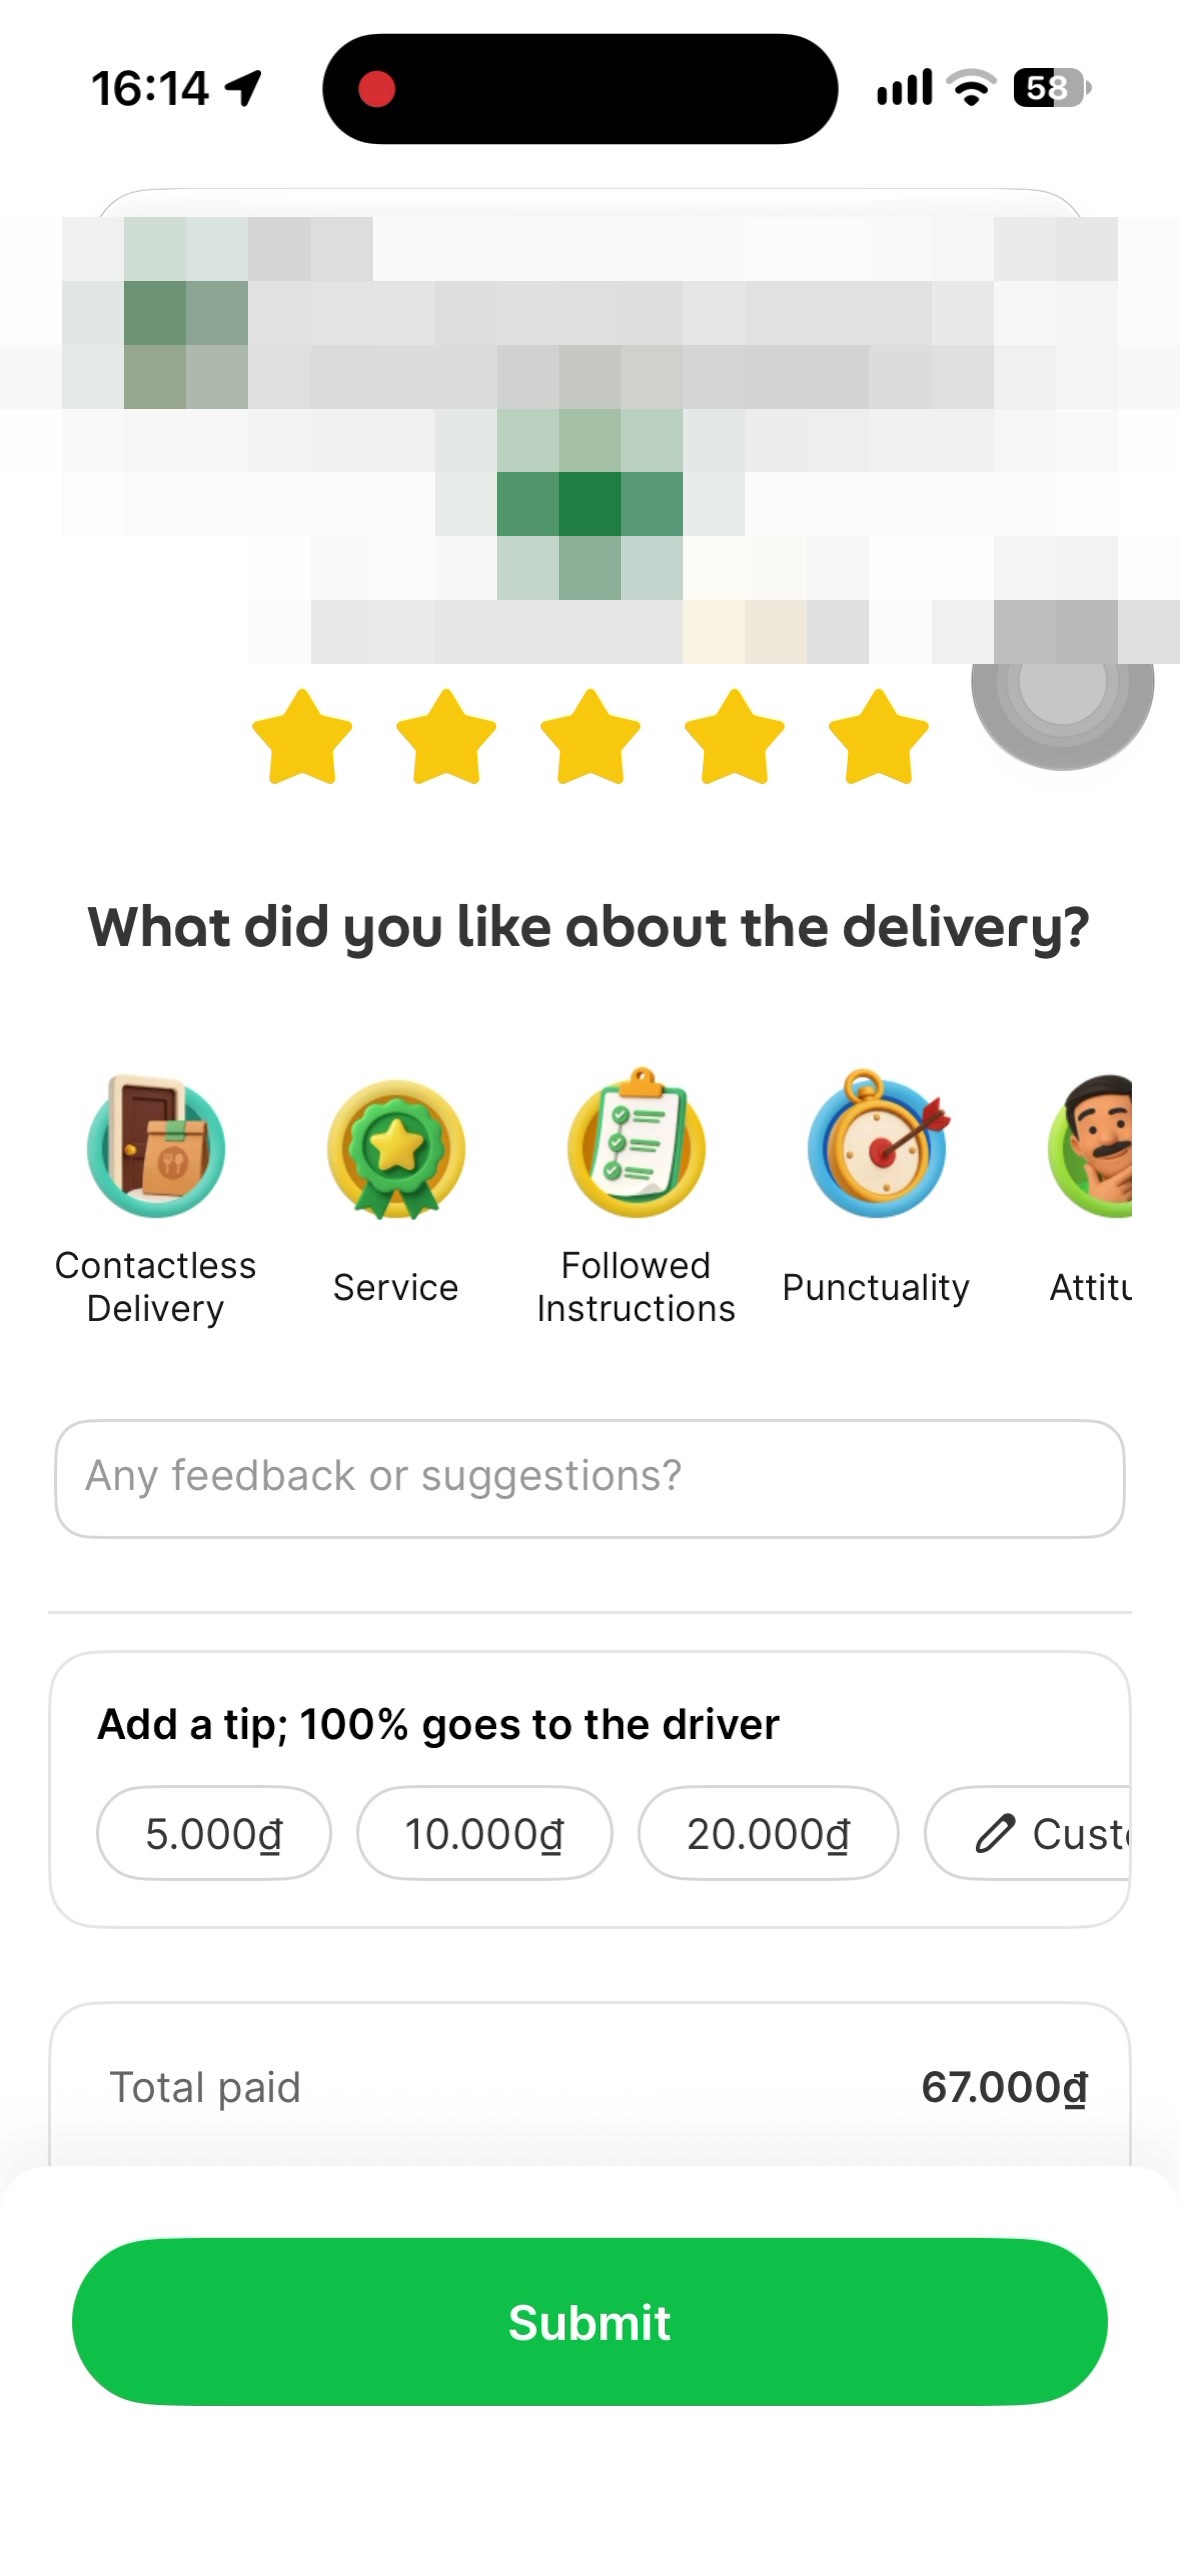 16:14
58
What did you like about the delivery?
Contactless
Delivery
Service
Followed
Instructions
Punctuality
Attitu
Any feedback or suggestions?
Add a tip; 100% goes to the driver
5.000₫
10.000₫
20.000₫
Custo
Total paid
67.000₫
Submit